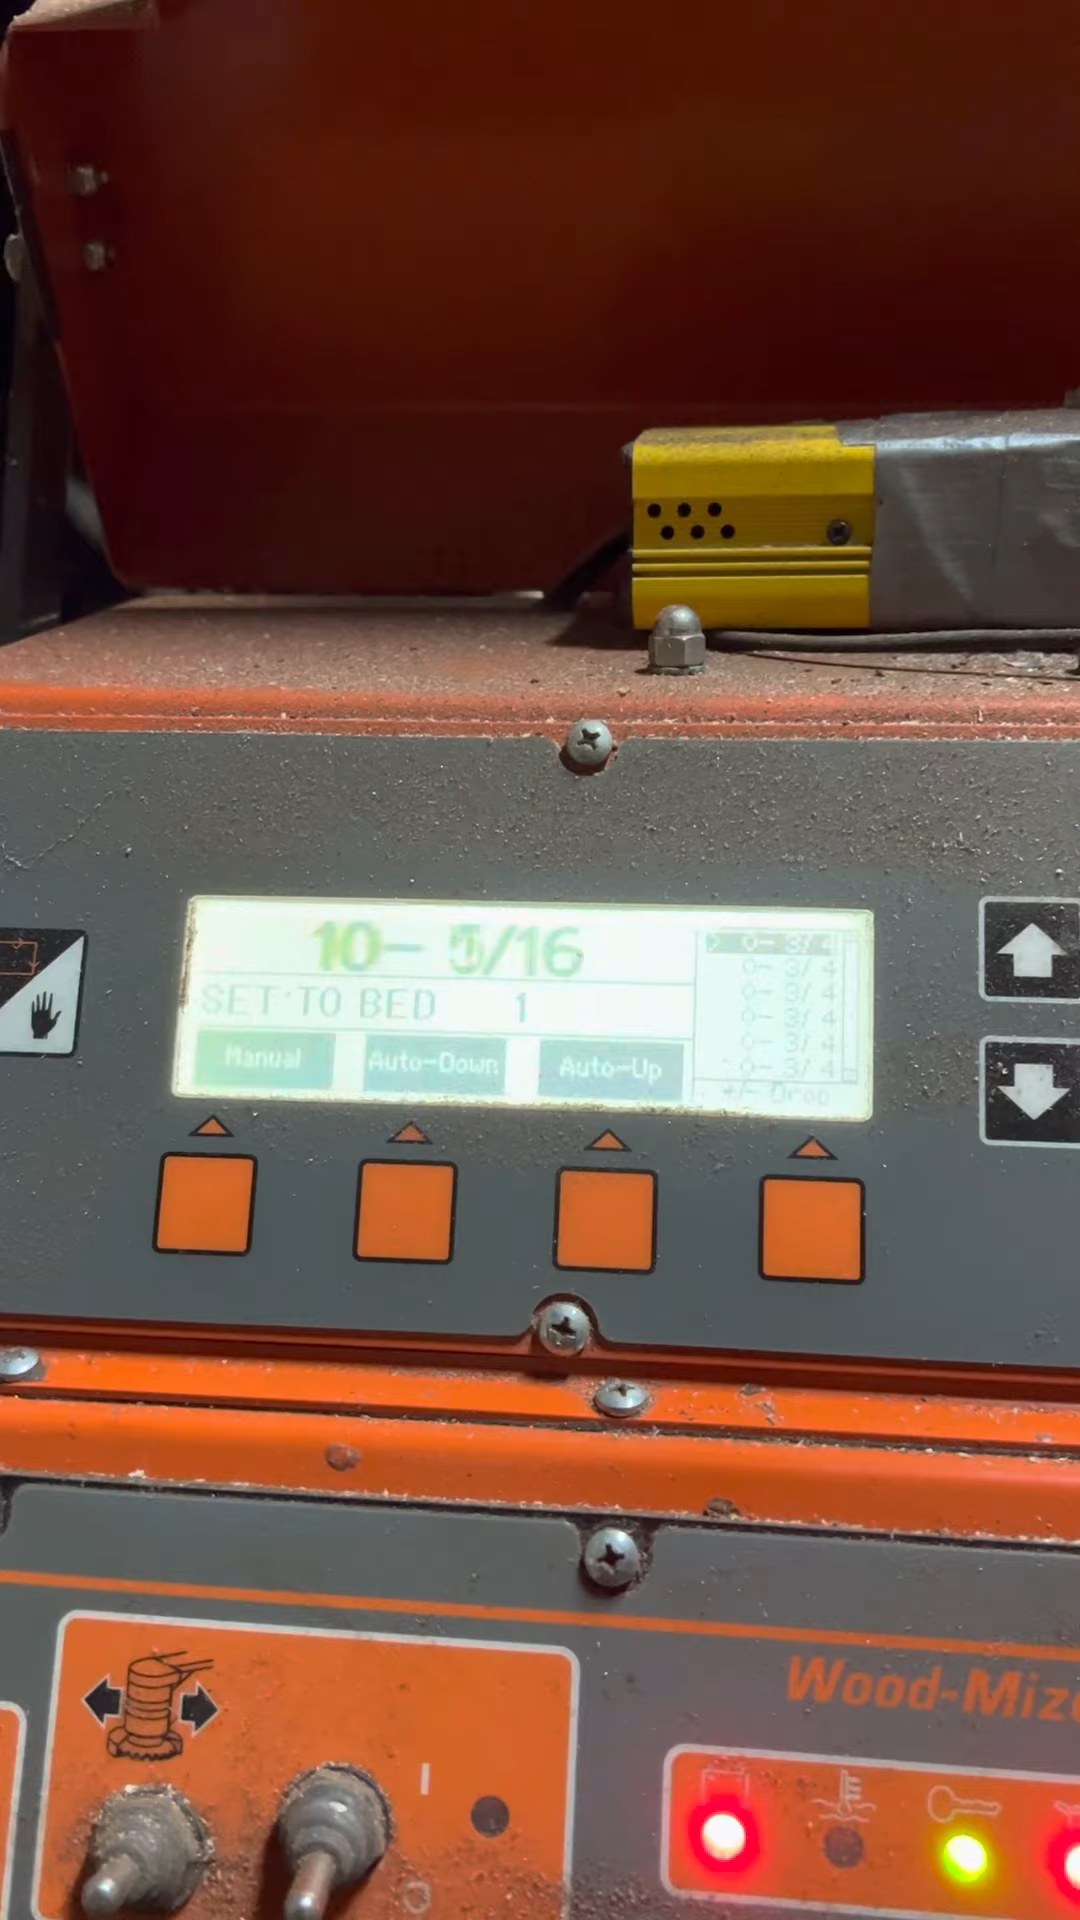 10- 5/16
SET TO BED 1
Manual Auto-Down Auto-Up
0- 3/4
0- 3/4
0- 3/4
0- 3/4
0- 3/4
0- 3/4
+/- Drop
Wood-Miz